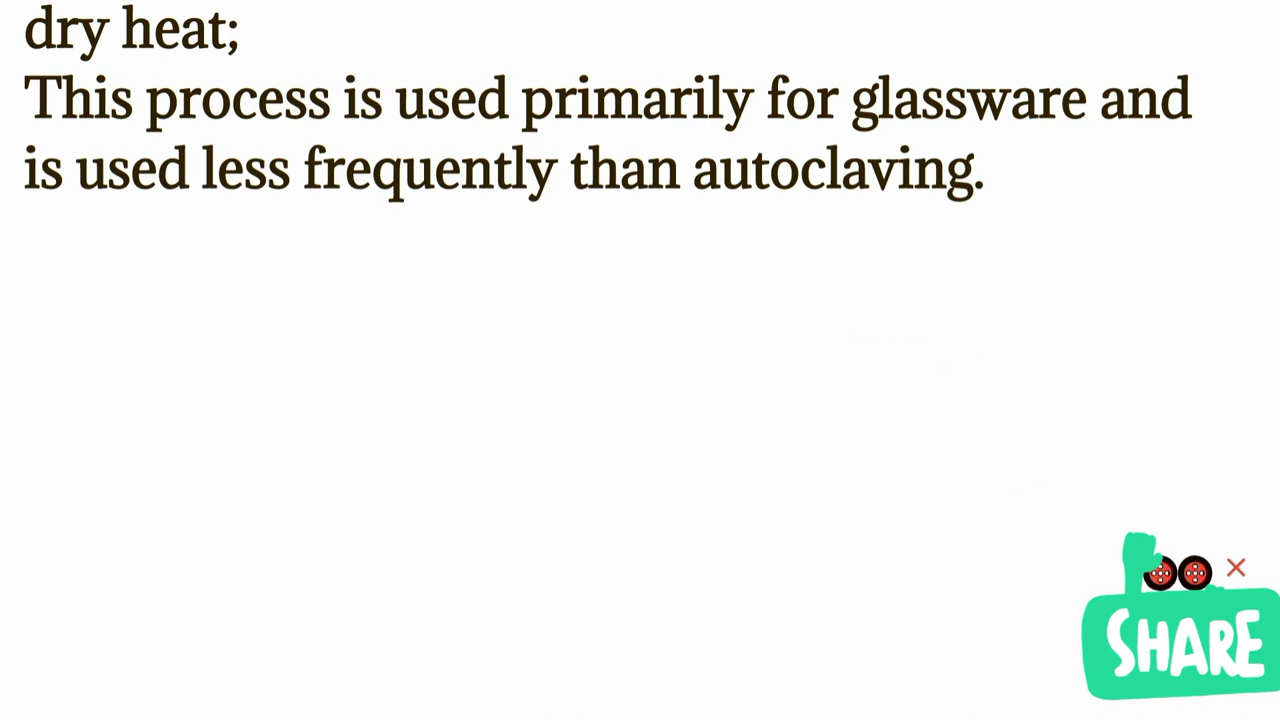 dry heat;
This process is used primarily for glassware and
is used less frequently than autoclaving.
SHARE